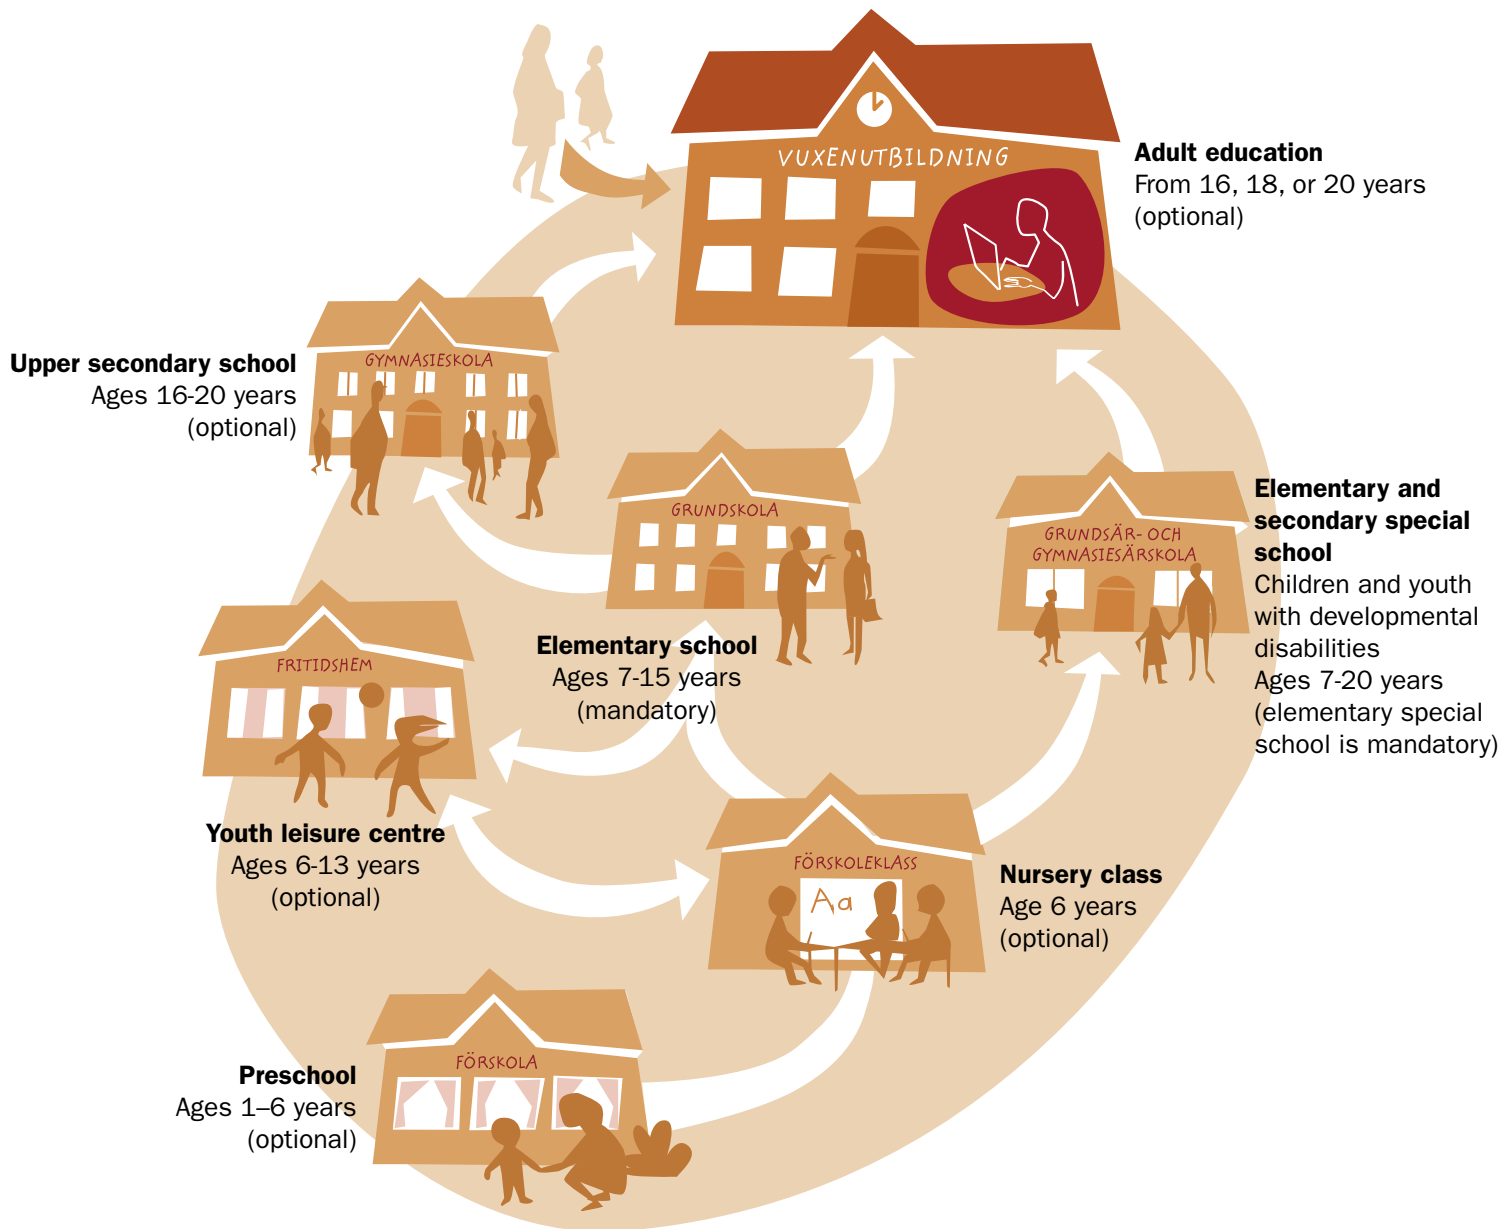 VUXENUTBILDNING
Adult education
From 16, 18, or 20 years
(optional)
GYMNASIESKOLA
Upper secondary school
Ages 16-20 years
(optional)
GRUNDSKOLA
Elementary school
Ages 7-15 years
(mandatory)
GRUNDSÄR- OCH
GYMNASIESÄRSKOLA
Elementary and
secondary special
school
Children and youth
with developmental
disabilities
Ages 7-20 years
(elementary special
school is mandatory)
FRITIDSHEM
Youth leisure centre
Ages 6-13 years
(optional)
FÖRSKOLEKLASS
Aa
Nursery class
Age 6 years
(optional)
FÖRSKOLA
Preschool
Ages 1–6 years
(optional)